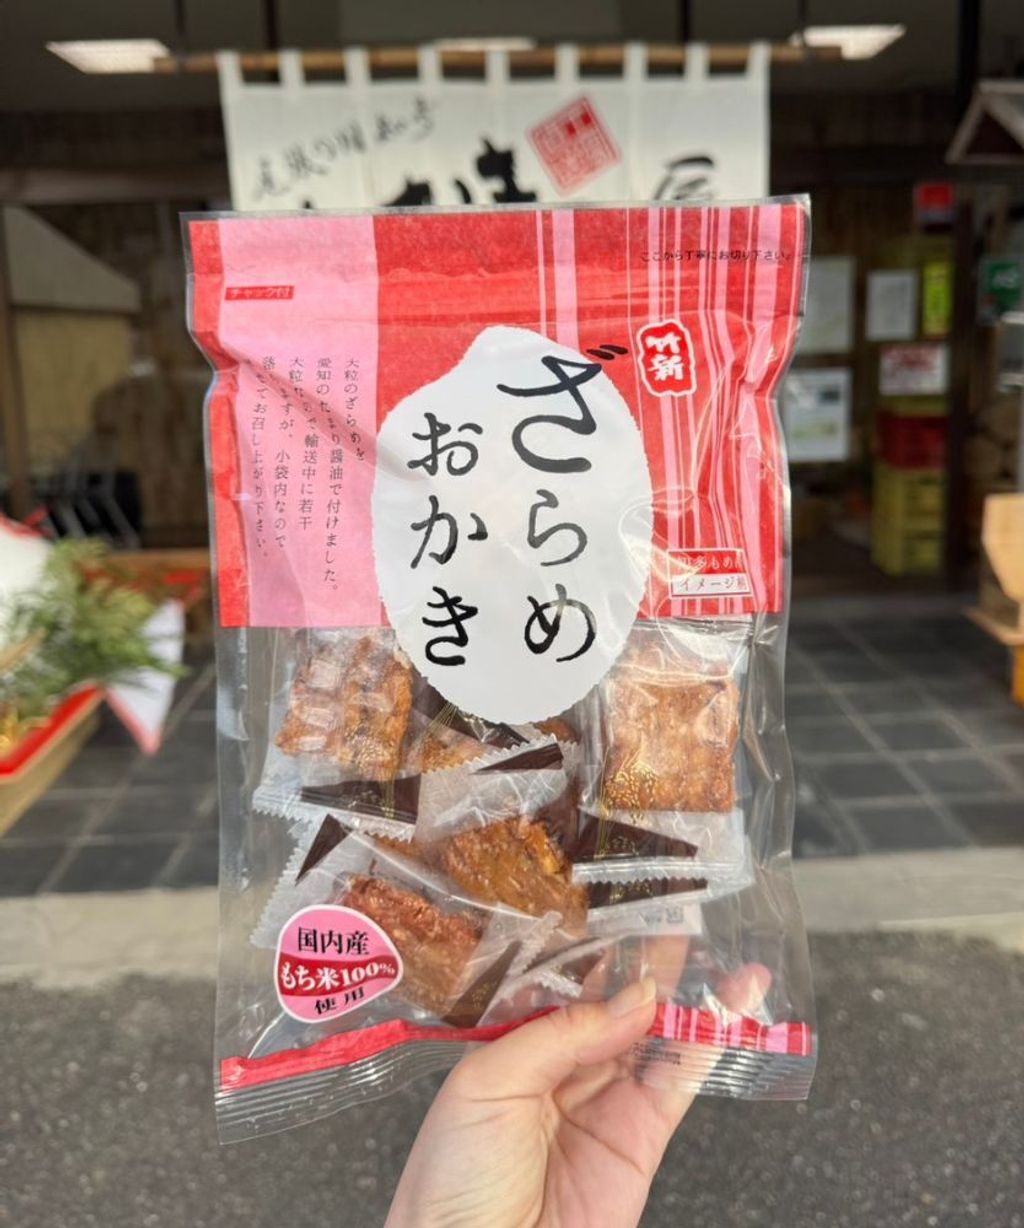 ここから丁寧にお切り下さい。
チャック付
竹新
ざらめ
おかき
大粒のざらめを
愛知のたまり醤油で付けました。
大粒なので輸送中に若干
落ちますが、小袋内なので
てお召し上がり下さい。
イメージ
国内産
もち米100%
使用